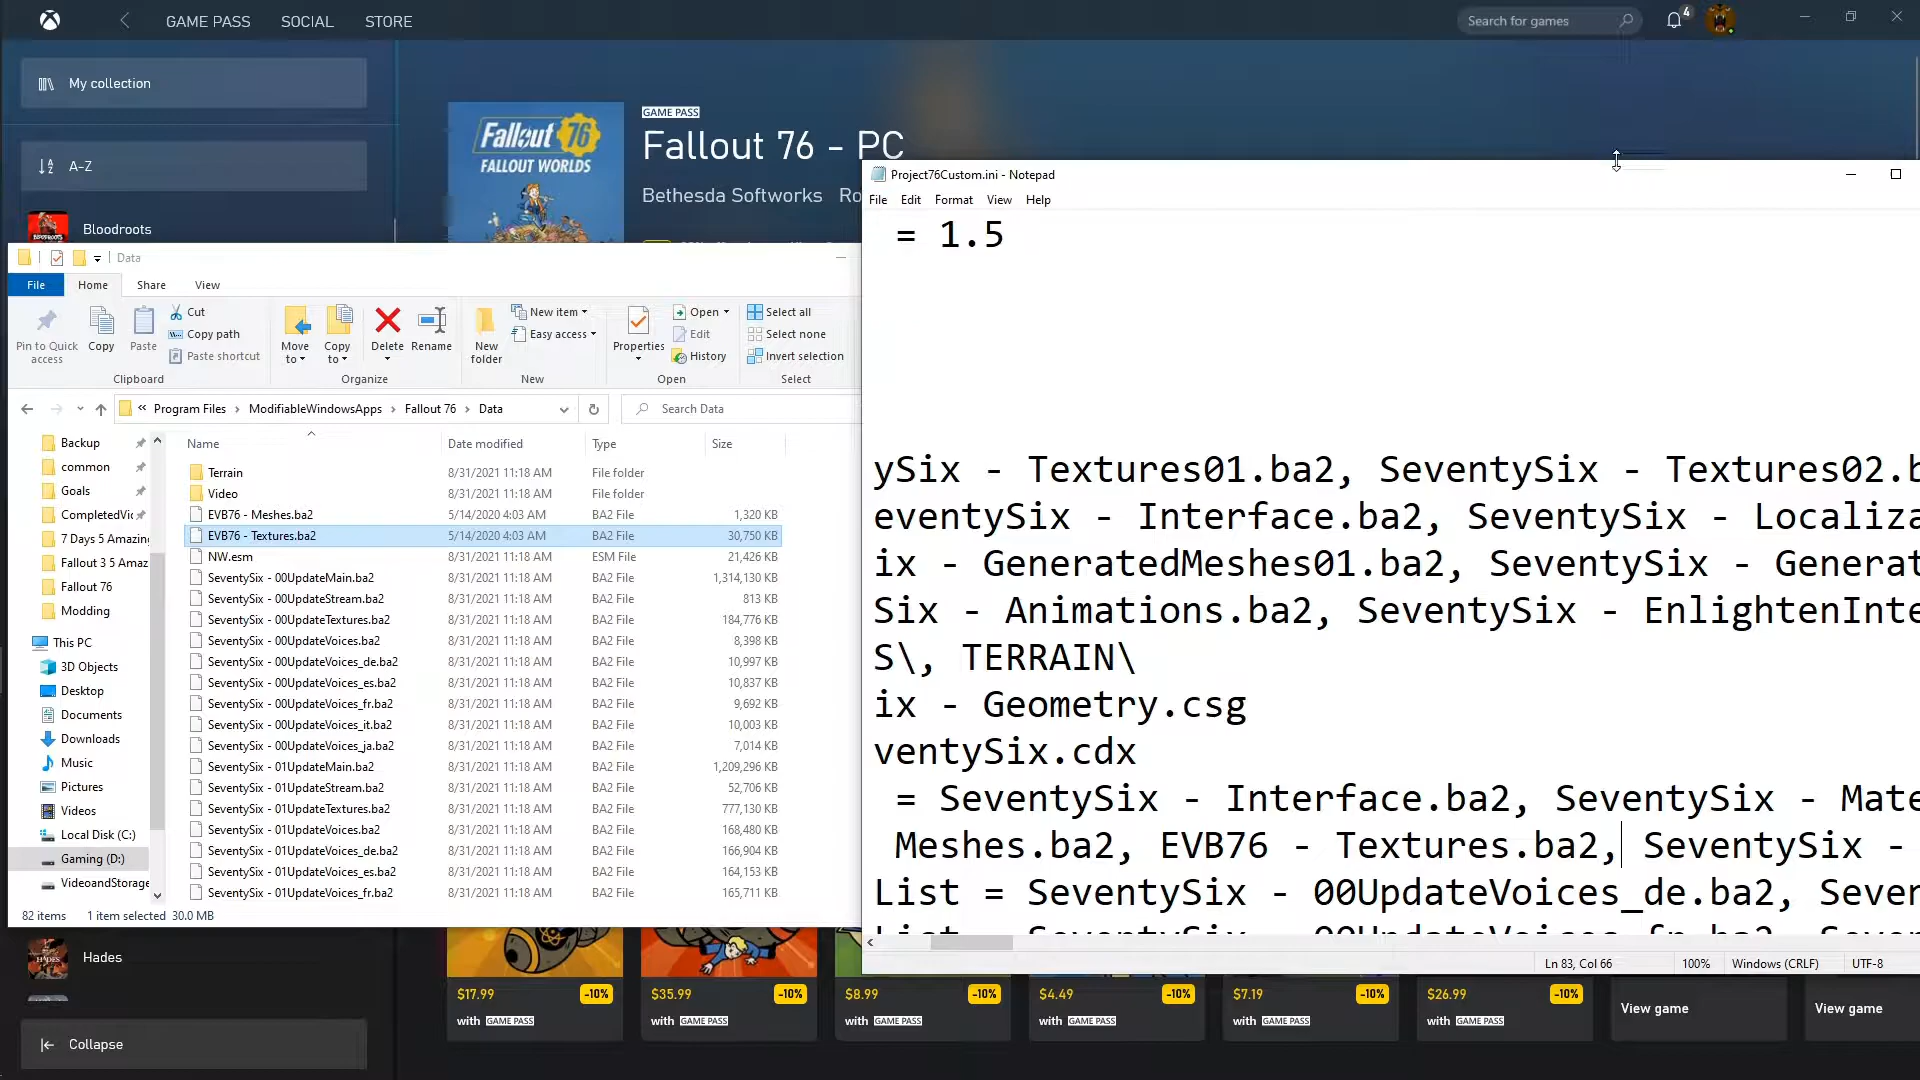 GAME PASS
SOCIAL
STORE
Search for games
4
My collection
A-Z
Bloodroots
Fallout 76
FALLOUT WORLDS
GAME PASS
Fallout 76 - PC
Bethesda Softworks Ro
Data
File
Home
Share
View
Pin to Quick access
Copy
Paste
Cut
Copy path
Paste shortcut
Clipboard
Move to
Copy to
Delete
Rename
Organize
New folder
New item
Easy access
New
Properties
Open
Edit
History
Open
Select all
Select none
Invert selection
Select
« Program Files > ModifiableWindowsApps > Fallout 76 > Data
Search Data
Backup
common
Goals
CompletedVic
7 Days 5 Amazing
Fallout 3 5 Amaz
Fallout 76
Modding
This PC
3D Objects
Desktop
Documents
Downloads
Music
Pictures
Videos
Local Disk (C:)
Gaming (D:)
VideoandStorage
Name Date modified Type Size
Terrain 8/31/2021 11:18 AM File folder
Video 8/31/2021 11:18 AM File folder
EVB76 - Meshes.ba2 5/14/2020 4:03 AM BA2 File 1,320 KB
EVB76 - Textures.ba2 5/14/2020 4:03 AM BA2 File 30,750 KB
NW.esm 8/31/2021 11:18 AM ESM File 21,426 KB
SeventySix - 00UpdateMain.ba2 8/31/2021 11:18 AM BA2 File 1,314,130 KB
SeventySix - 00UpdateStream.ba2 8/31/2021 11:18 AM BA2 File 813 KB
SeventySix - 00UpdateTextures.ba2 8/31/2021 11:18 AM BA2 File 184,776 KB
SeventySix - 00UpdateVoices.ba2 8/31/2021 11:18 AM BA2 File 8,398 KB
SeventySix - 00UpdateVoices_de.ba2 8/31/2021 11:18 AM BA2 File 10,997 KB
SeventySix - 00UpdateVoices_es.ba2 8/31/2021 11:18 AM BA2 File 10,837 KB
SeventySix - 00UpdateVoices_fr.ba2 8/31/2021 11:18 AM BA2 File 9,692 KB
SeventySix - 00UpdateVoices_it.ba2 8/31/2021 11:18 AM BA2 File 10,003 KB
SeventySix - 00UpdateVoices_ja.ba2 8/31/2021 11:18 AM BA2 File 7,014 KB
SeventySix - 01UpdateMain.ba2 8/31/2021 11:18 AM BA2 File 1,209,296 KB
SeventySix - 01UpdateStream.ba2 8/31/2021 11:18 AM BA2 File 52,706 KB
SeventySix - 01UpdateTextures.ba2 8/31/2021 11:18 AM BA2 File 777,130 KB
SeventySix - 01UpdateVoices.ba2 8/31/2021 11:18 AM BA2 File 168,480 KB
SeventySix - 01UpdateVoices_de.ba2 8/31/2021 11:18 AM BA2 File 166,904 KB
SeventySix - 01UpdateVoices_es.ba2 8/31/2021 11:18 AM BA2 File 164,153 KB
SeventySix - 01UpdateVoices_fr.ba2 8/31/2021 11:18 AM BA2 File 165,711 KB
82 items 1 item selected 30.0 MB
Project76Custom.ini - Notepad
File Edit Format View Help
= 1.5
ySix - Textures01.ba2, SeventySix - Textures02.b
eventySix - Interface.ba2, SeventySix - Localiza
ix - GeneratedMeshes01.ba2, SeventySix - Generat
Six - Animations.ba2, SeventySix - EnlightenInte
S\, TERRAIN\
ix - Geometry.csg
ventySix.cdx
= SeventySix - Interface.ba2, SeventySix - Mate
Meshes.ba2, EVB76 - Textures.ba2, SeventySix -
List = SeventySix - 00UpdateVoices_de.ba2, Seven
Ln 83, Col 66
100%
Windows (CRLF)
UTF-8
Hades
Collapse
$17.99 -10%
with GAME PASS
$35.99 -10%
with GAME PASS
$8.99 -10%
with GAME PASS
$4.49 -10%
with GAME PASS
$7.19 -10%
with GAME PASS
$26.99 -10%
with GAME PASS
View game
View game